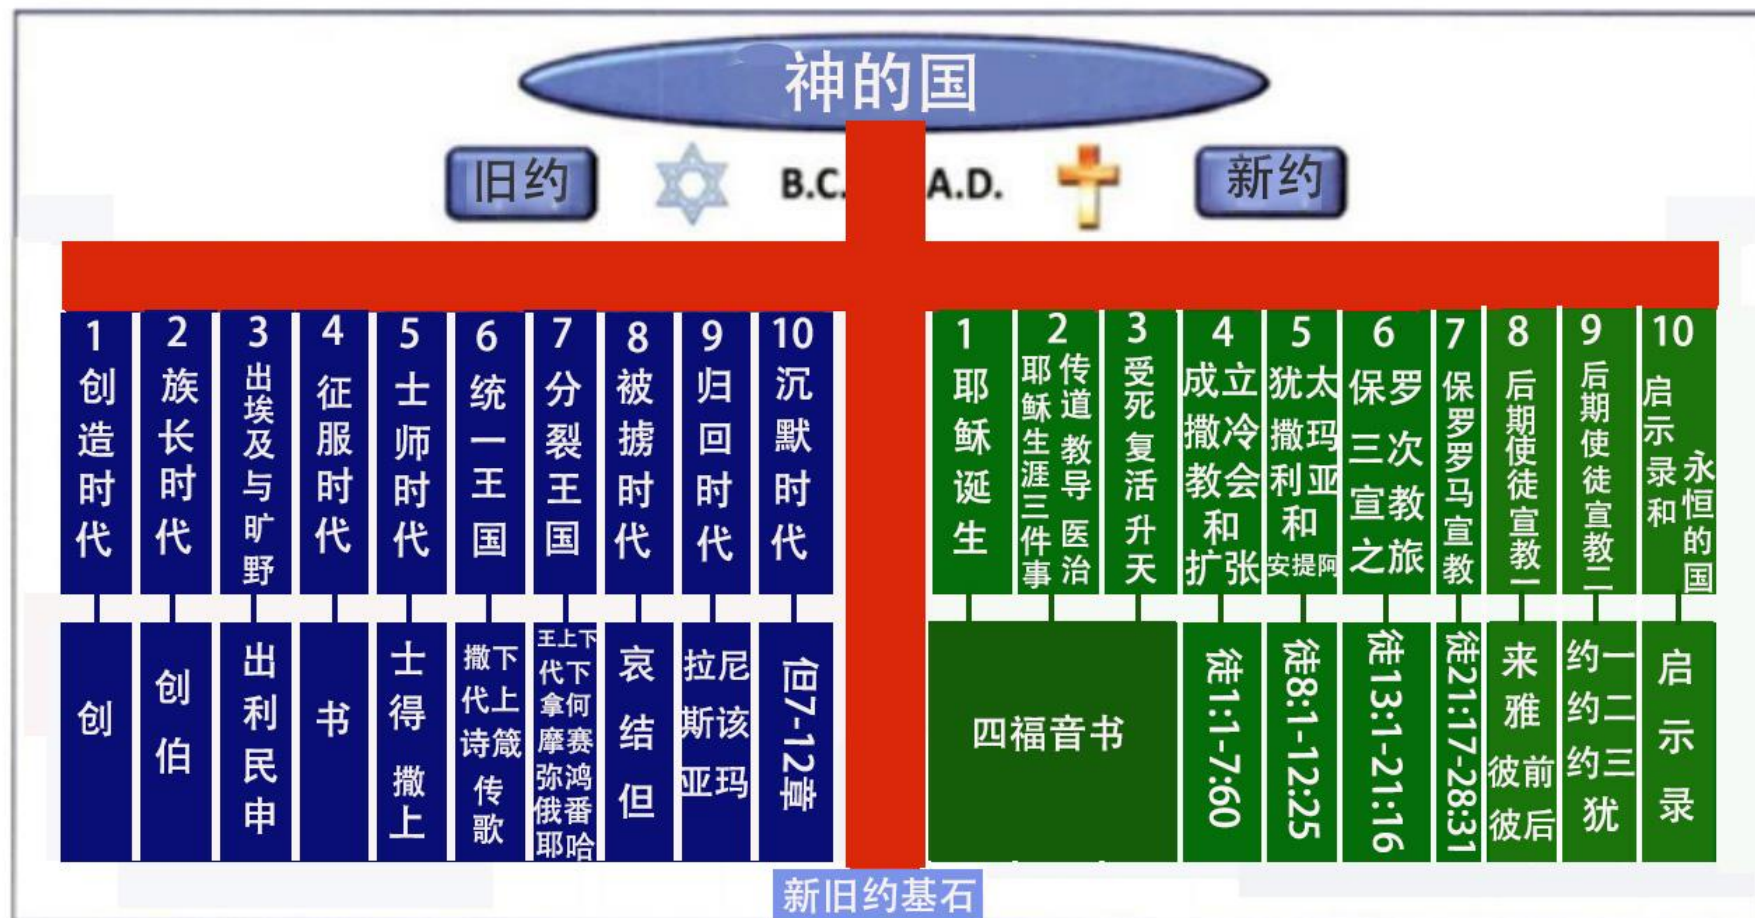 神的国
旧约
B.C.
A.D.
新约
1
创造时代
2
族长时代
3
出埃及与旷野
4
征服时代
5
士师时代
6
统一王国
7
分裂王国
8
被掳时代
9
归回时代
10
沉默时代
1
耶稣诞生
2
耶稣生涯三件事
传道 教导 医治
3
受死复活升天
4
成立
撒冷
教会
和
扩张
5
犹太
撒玛
利亚
和
安提阿
6
保罗
三次
宣教
之旅
7
保罗罗马宣教
8
后期使徒宣教一
9
后期使徒宣教二
10
启示录和
永恒的国
创
创伯
出利民申
书
士得
撒上
撒下
代上
诗箴
传
歌
王上下
代下
拿何
摩赛
弥鸿
俄番
耶哈
哀结但
拉尼
斯该
亚玛
但7-12章
四福音书
徒1:1-7:60
徒8:1-12:25
徒13:1-21:16
徒21:17-28:31
来
雅
彼前
彼后
约一
约二
约三
犹
启示录
新旧约基石